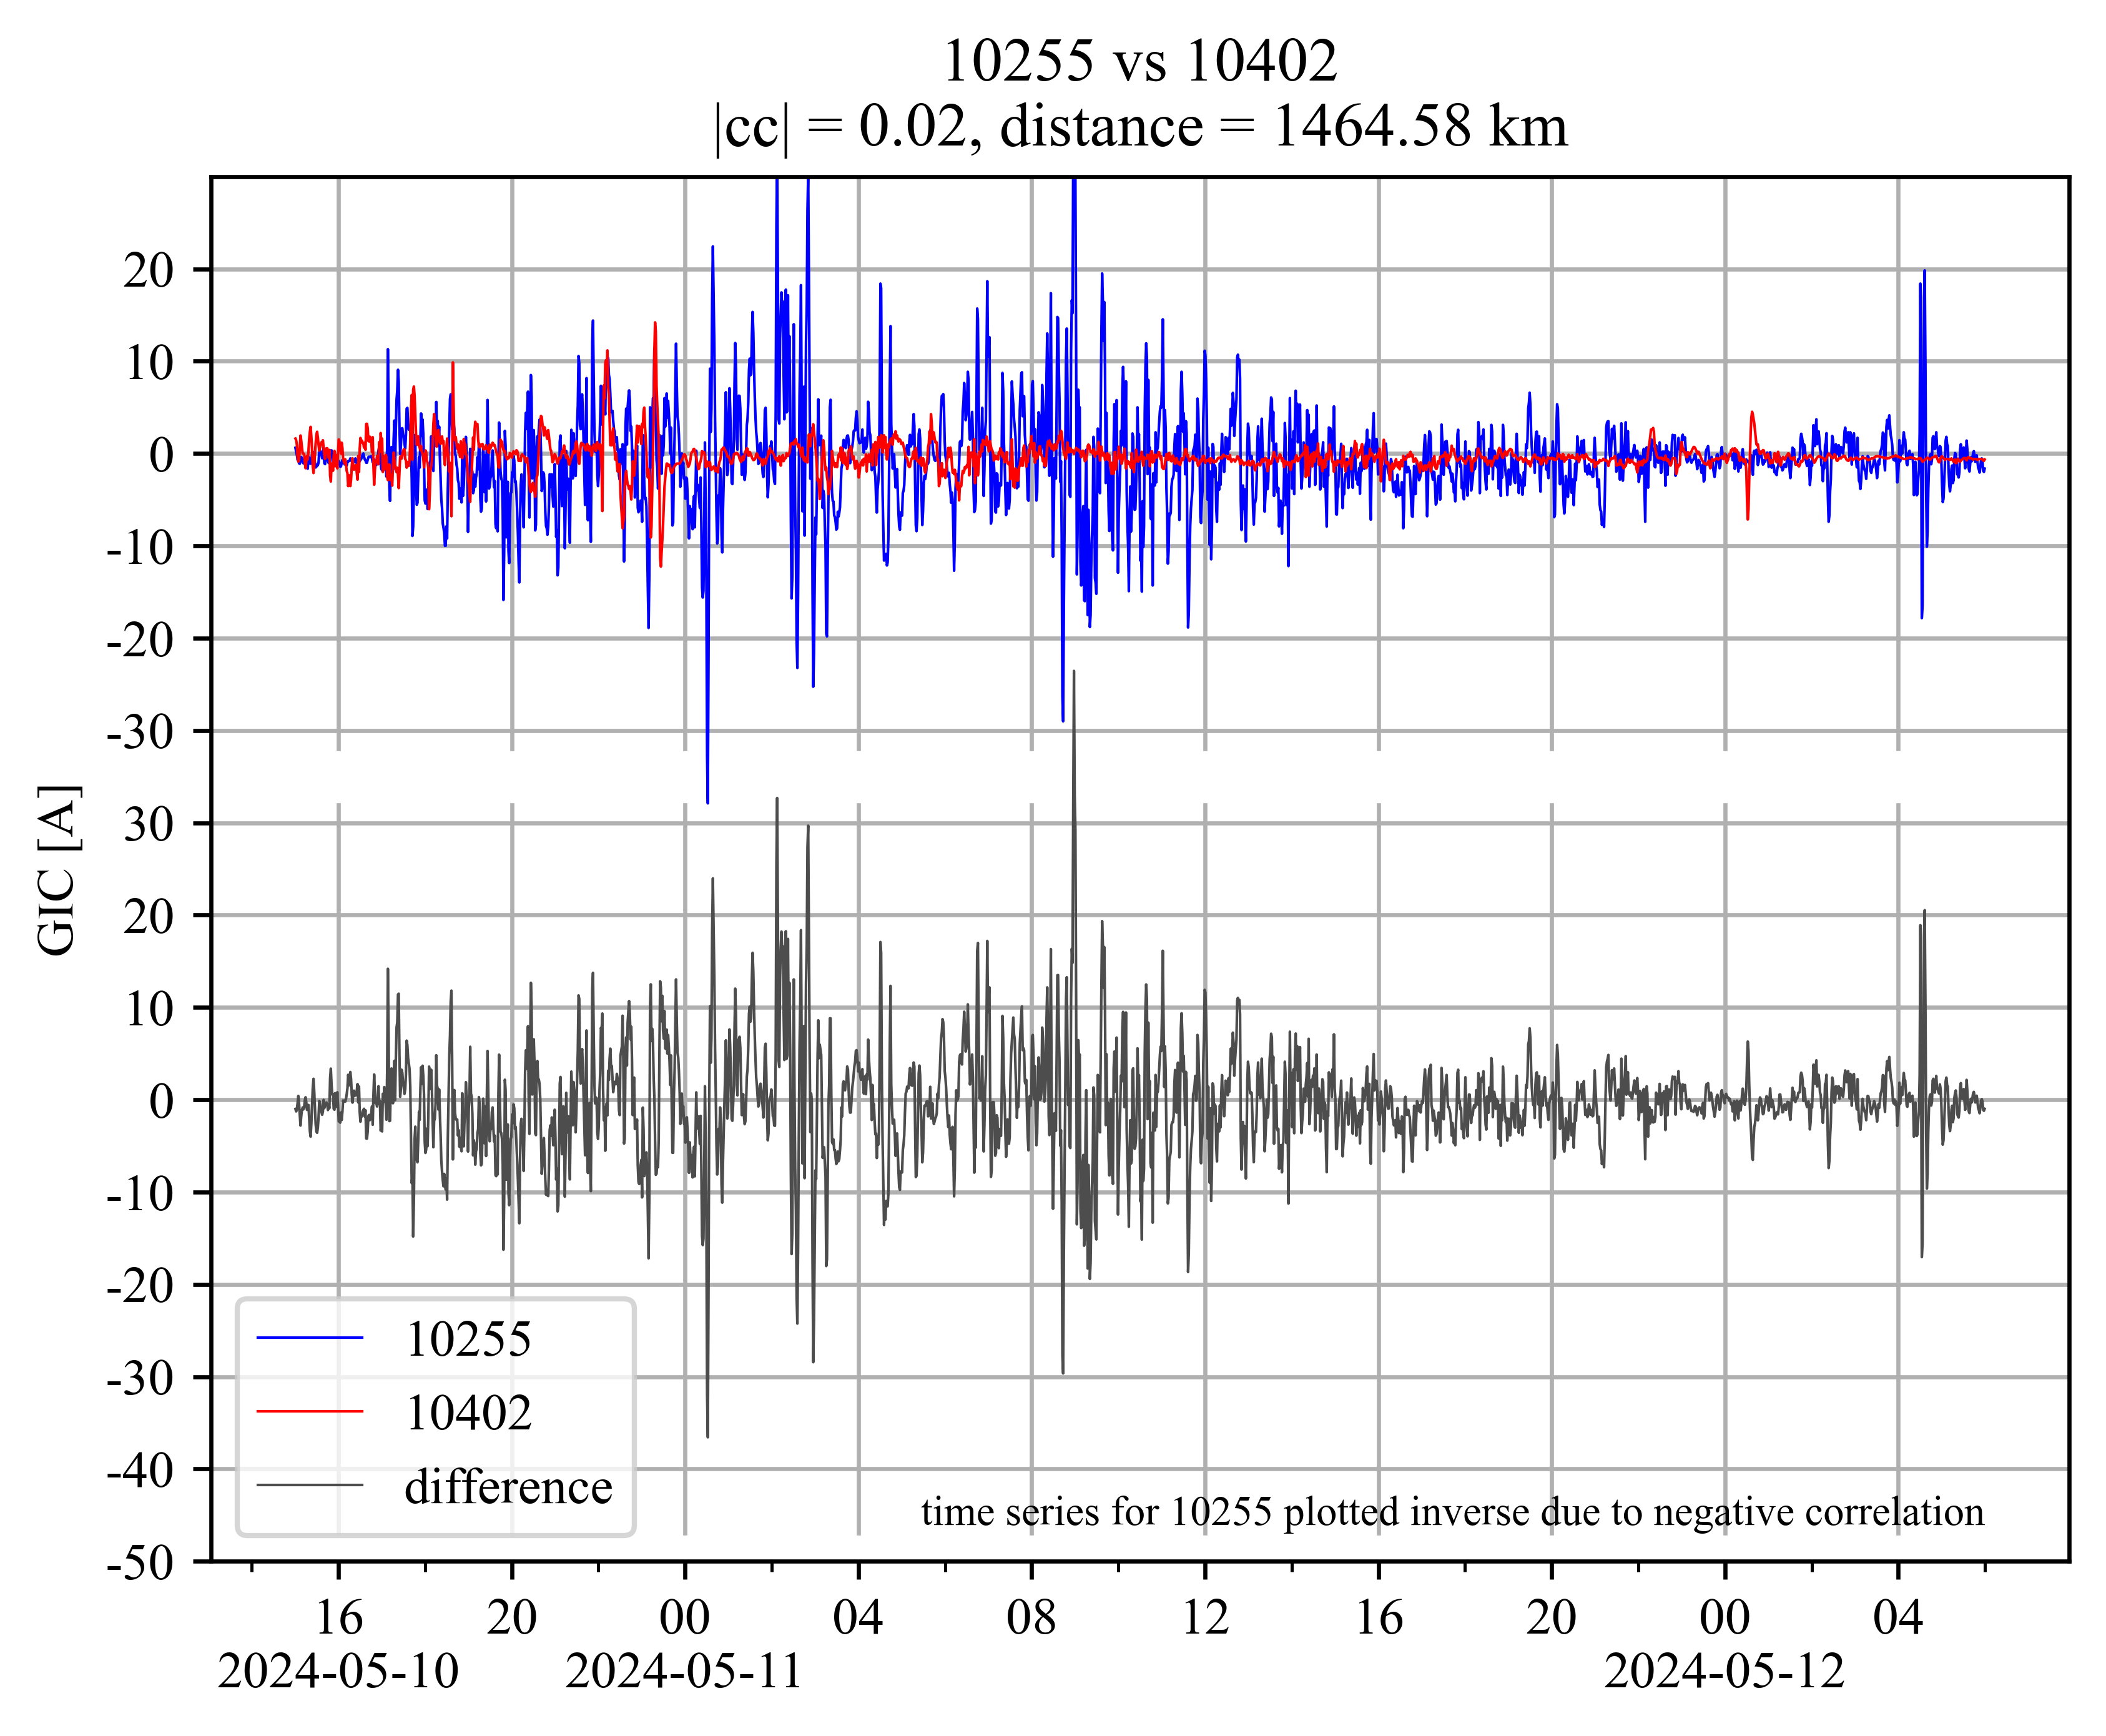 10255 vs 10402
|cc| = 0.02, distance = 1464.58 km
GIC [A]
20
10
0
-10
-20
-30
30
20
10
0
-10
-20
-30
-40
-50
10255
10402
difference
time series for 10255 plotted inverse due to negative correlation
16 20 00 04 08 12 16 20 00 04
2024-05-10 2024-05-11 2024-05-12